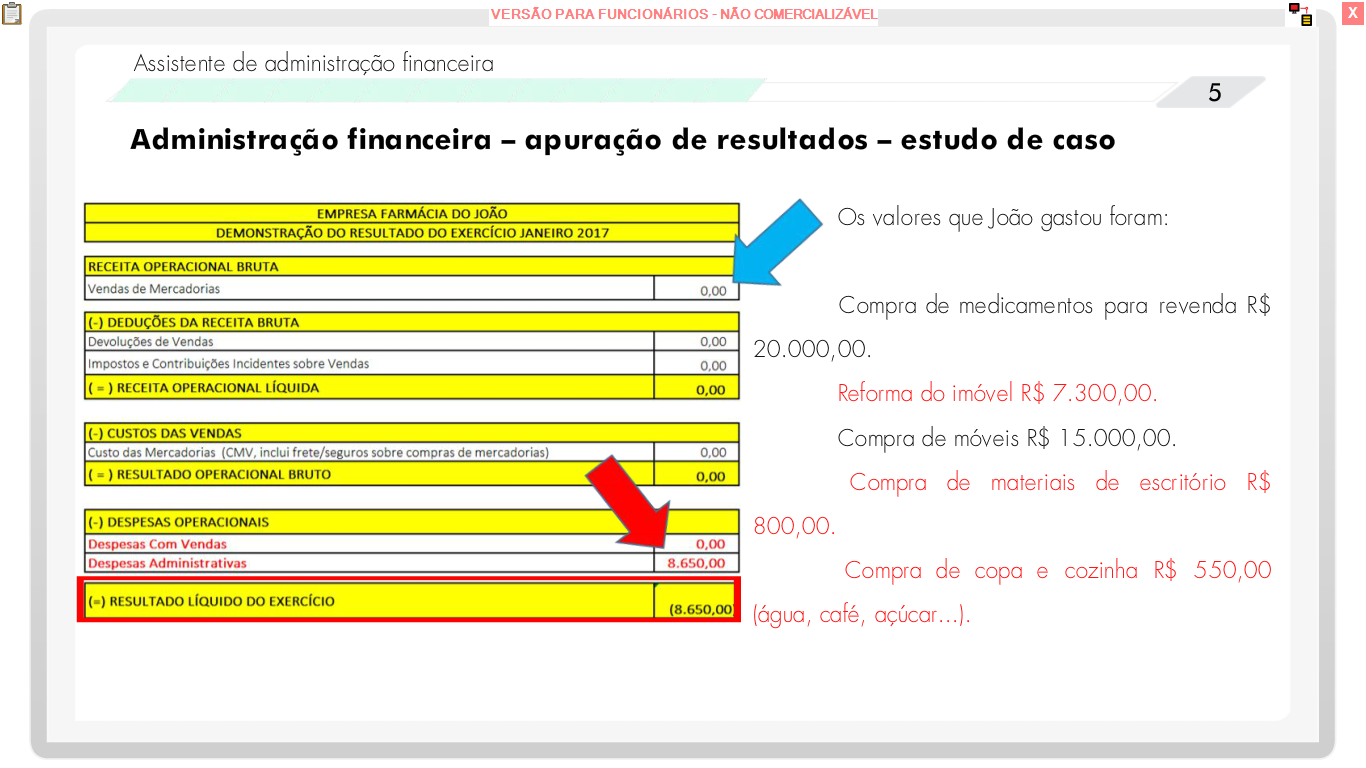 VERSÃO PARA FUNCIONÁRIOS - NÃO COMERCIALIZÁVEL
X
Assistente de administração financeira
5
Administração financeira – apuração de resultados – estudo de caso
EMPRESA FARMÁCIA DO JOÃO
DEMONSTRAÇÃO DO RESULTADO DO EXERCÍCIO JANEIRO 2017
RECEITA OPERACIONAL BRUTA
Vendas de Mercadorias 0,00
(-) DEDUÇÕES DA RECEITA BRUTA
Devoluções de Vendas 0,00
Impostos e Contribuições Incidentes sobre Vendas 0,00
( = ) RECEITA OPERACIONAL LÍQUIDA 0,00
(-) CUSTOS DAS VENDAS
Custo das Mercadorias (CMV, inclui frete/seguros sobre compras de mercadorias) 0,00
( = ) RESULTADO OPERACIONAL BRUTO 0,00
(-) DESPESAS OPERACIONAIS
Despesas Com Vendas 0,00
Despesas Administrativas 8.650,00
(=) RESULTADO LÍQUIDO DO EXERCÍCIO (8.650,00)
Os valores que João gastou foram:
Compra de medicamentos para revenda R$
20.000,00.
Reforma do imóvel R$ 7.300,00.
Compra de móveis R$ 15.000,00.
Compra de materiais de escritório R$
800,00.
Compra de copa e cozinha R$ 550,00
(água, café, açúcar...).